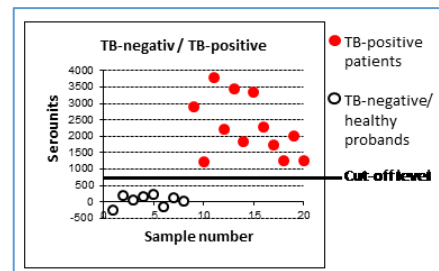 TB-negativ/ TB-positive
4000
3500
3000
2500
2000
1500
1000
500
0
-500
0
5
10
15
20
Serounits
Sample number
TB-positive
patients
TB-negative/
healthy
probands
Cut-off level